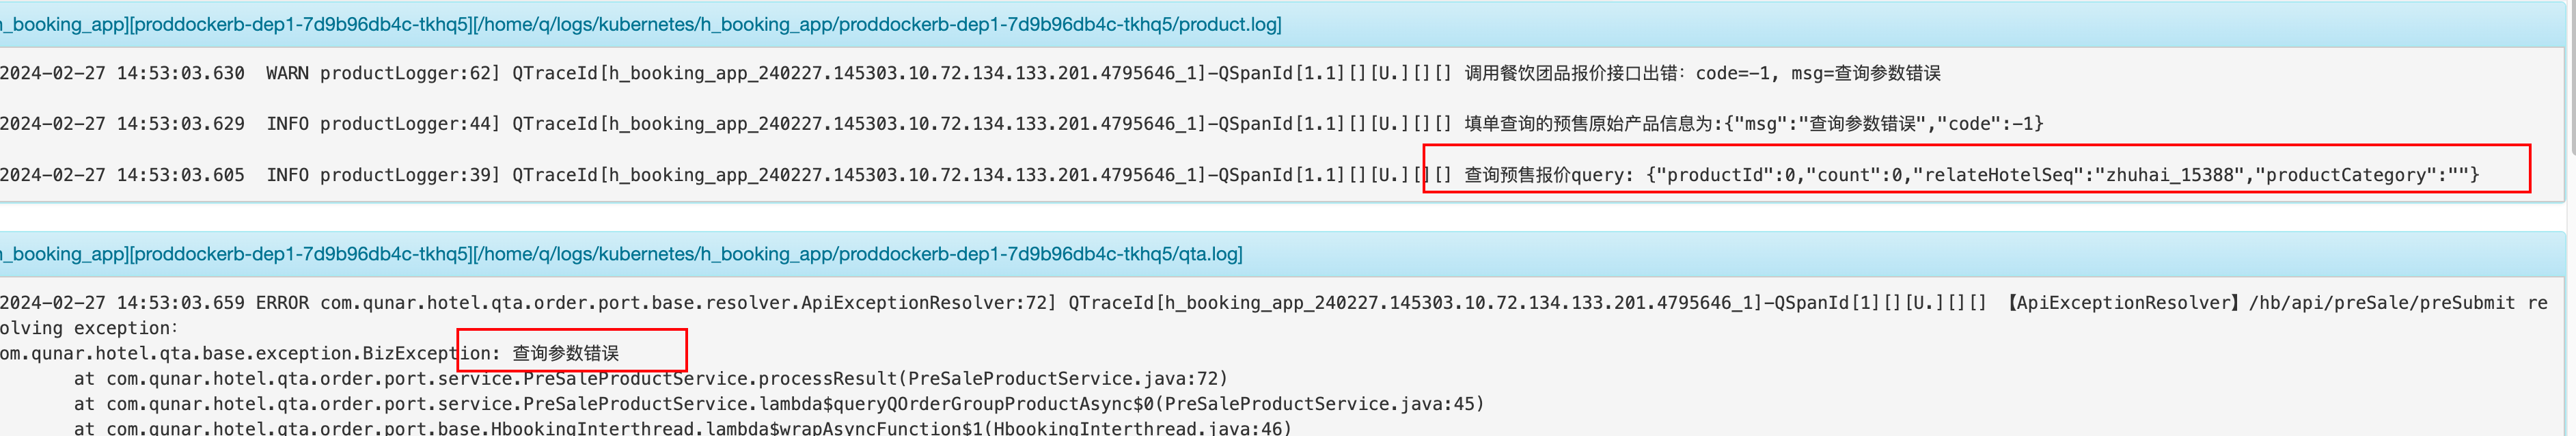 h_booking_app][proddockerb-dep1-7d9b96db4c-tkhq5][/home/q/logs/kubernetes/h_booking_app/proddockerb-dep1-7d9b96db4c-tkhq5/product.log]
2024-02-27 14:53:03.630  WARN productLogger:62] QTraceId[h_booking_app_240227.145303.10.72.134.133.201.4795646_1]-QSpanId[1.1][][U.][][] 调用餐饮团品报价接口出错：code=-1, msg=查询参数错误
2024-02-27 14:53:03.629  INFO productLogger:44] QTraceId[h_booking_app_240227.145303.10.72.134.133.201.4795646_1]-QSpanId[1.1][][U.][][] 填单查询的预售原始产品信息为:{"msg":"查询参数错误","code":-1}
2024-02-27 14:53:03.605  INFO productLogger:39] QTraceId[h_booking_app_240227.145303.10.72.134.133.201.4795646_1]-QSpanId[1.1][][U.][][] 查询预售报价query: {"productId":0,"count":0,"relateHotelSeq":"zhuhai_15388","productCategory":""}
h_booking_app][proddockerb-dep1-7d9b96db4c-tkhq5][/home/q/logs/kubernetes/h_booking_app/proddockerb-dep1-7d9b96db4c-tkhq5/qta.log]
2024-02-27 14:53:03.659 ERROR com.qunar.hotel.qta.order.port.base.resolver.ApiExceptionResolver:72] QTraceId[h_booking_app_240227.145303.10.72.134.133.201.4795646_1]-QSpanId[1][][U.][][] 【ApiExceptionResolver】/hb/api/preSale/preSubmit re
olving exception：
om.qunar.hotel.qta.base.exception.BizException: 查询参数错误
at com.qunar.hotel.qta.order.port.service.PreSaleProductService.processResult(PreSaleProductService.java:72)
at com.qunar.hotel.qta.order.port.service.PreSaleProductService.lambda$queryQOrderGroupProductAsync$0(PreSaleProductService.java:45)
at com.qunar.hotel.qta.order.port.base.HbookingInterthread.lambda$wrapAsyncFunction$1(HbookingInterthread.java:46)